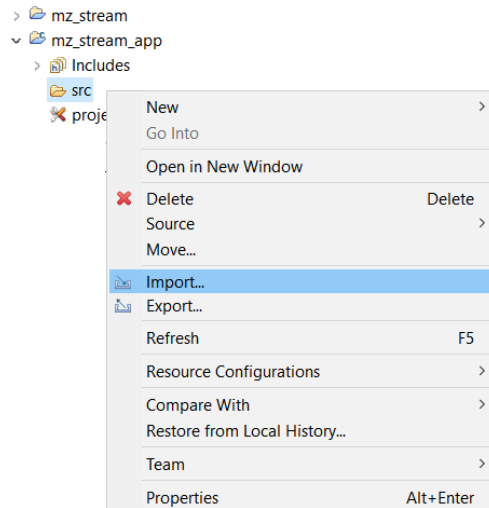 mz_stream
mz_stream_app
Includes
src
proje
New
Go Into
Open in New Window
Delete Delete
Source
Move...
Import...
Export...
Refresh F5
Resource Configurations
Compare With
Restore from Local History...
Team
Properties Alt+Enter